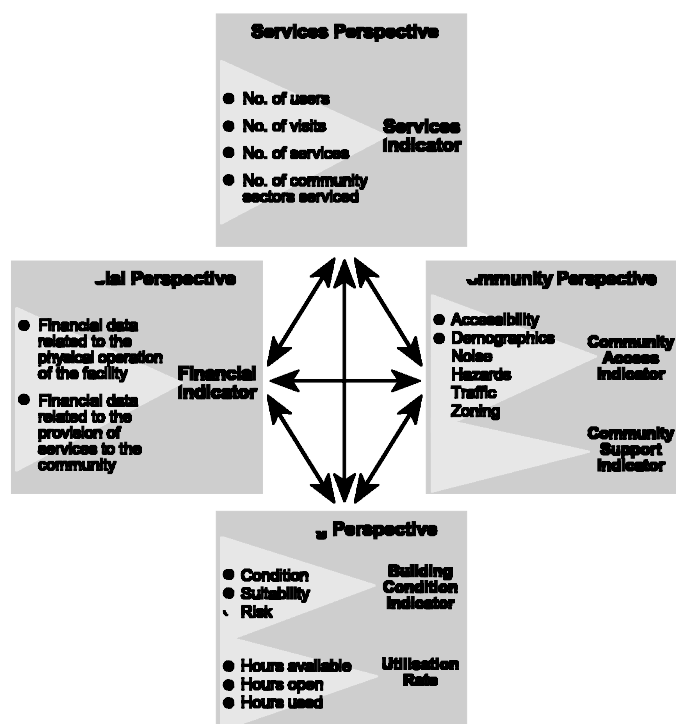 Services Perspective
No. of users
No. of visits
No. of services
No. of community
sectors serviced
Services
Indicator
Perspective
Financial data
related to the
physical operation
of the facility
Financial data
related to the
provision of
services to the
community
Financial
Indicator
Perspective
Accessibility
Demographics
Noise
Hazards
Traffic
Zoning
Community
Access
Indicator
Community
Support
Indicator
Perspective
Condition
Suitability
Risk
Building
Condition
Indicator
Hours available
Hours open
Hours used
Utilisation
Rate